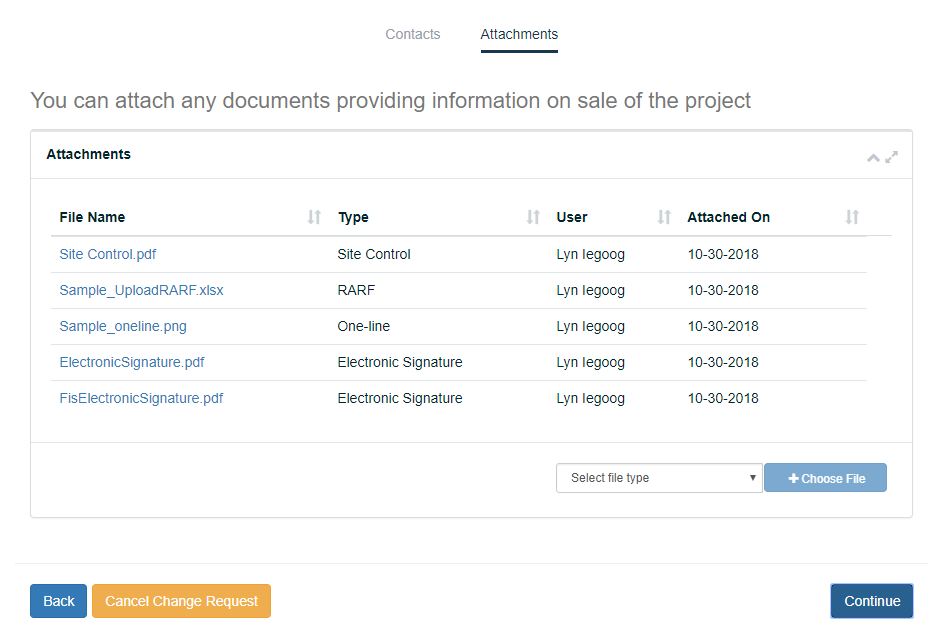 Contacts Attachments
You can attach any documents providing information on sale of the project
Attachments
File Name Type User Attached On
Site Control.pdf Site Control Lyn Iegoog 10-30-2018
Sample_UploadRARF.xlsx RARF Lyn Iegoog 10-30-2018
Sample_oneline.png One-line Lyn Iegoog 10-30-2018
ElectronicSignature.pdf Electronic Signature Lyn Iegoog 10-30-2018
FisElectronicSignature.pdf Electronic Signature Lyn Iegoog 10-30-2018
Select file type Choose File
Back Cancel Change Request Continue